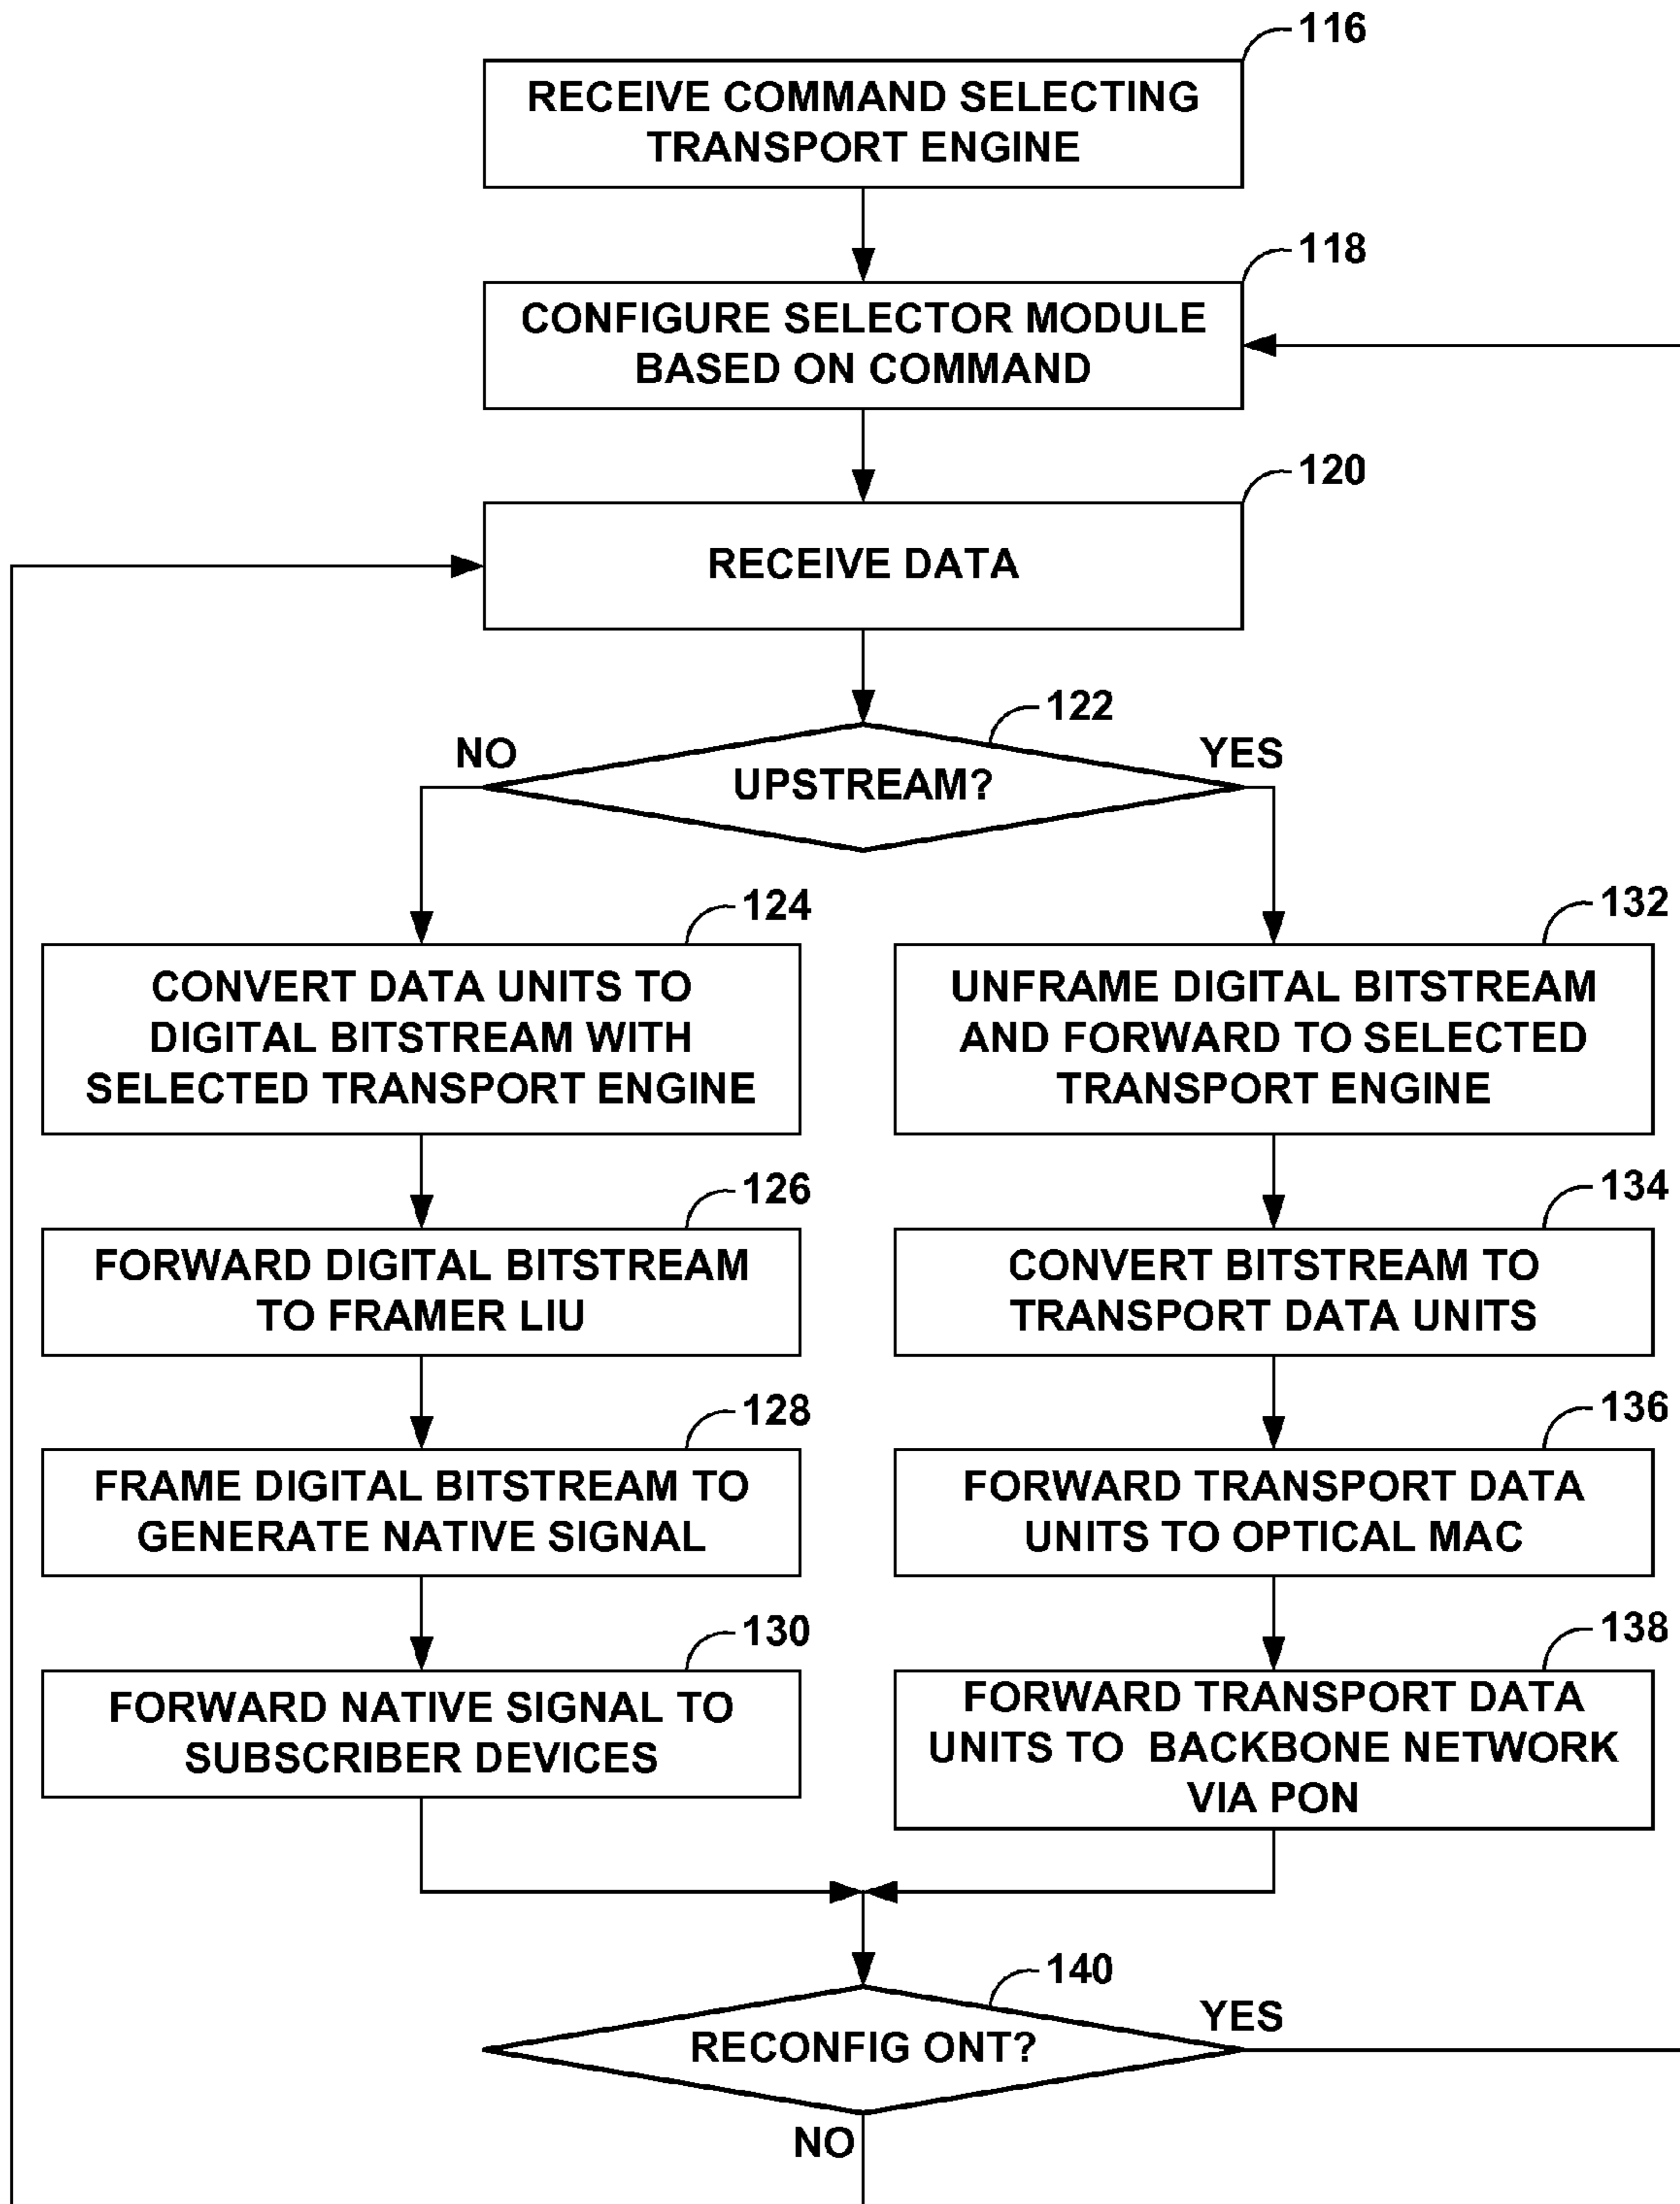 116
RECEIVE COMMAND SELECTING
TRANSPORT ENGINE
118
CONFIGURE SELECTOR MODULE
BASED ON COMMAND
120
RECEIVE DATA
122
NO
YES
UPSTREAM?
124
CONVERT DATA UNITS TO
DIGITAL BITSTREAM WITH
SELECTED TRANSPORT ENGINE
126
FORWARD DIGITAL BITSTREAM
TO FRAMER LIU
128
FRAME DIGITAL BITSTREAM TO
GENERATE NATIVE SIGNAL
130
FORWARD NATIVE SIGNAL TO
SUBSCRIBER DEVICES
132
UNFRAME DIGITAL BITSTREAM
AND FORWARD TO SELECTED
TRANSPORT ENGINE
134
CONVERT BITSTREAM TO
TRANSPORT DATA UNITS
136
FORWARD TRANSPORT DATA
UNITS TO OPTICAL MAC
138
FORWARD TRANSPORT DATA
UNITS TO BACKBONE NETWORK
VIA PON
140
YES
RECONFIG ONT?
NO